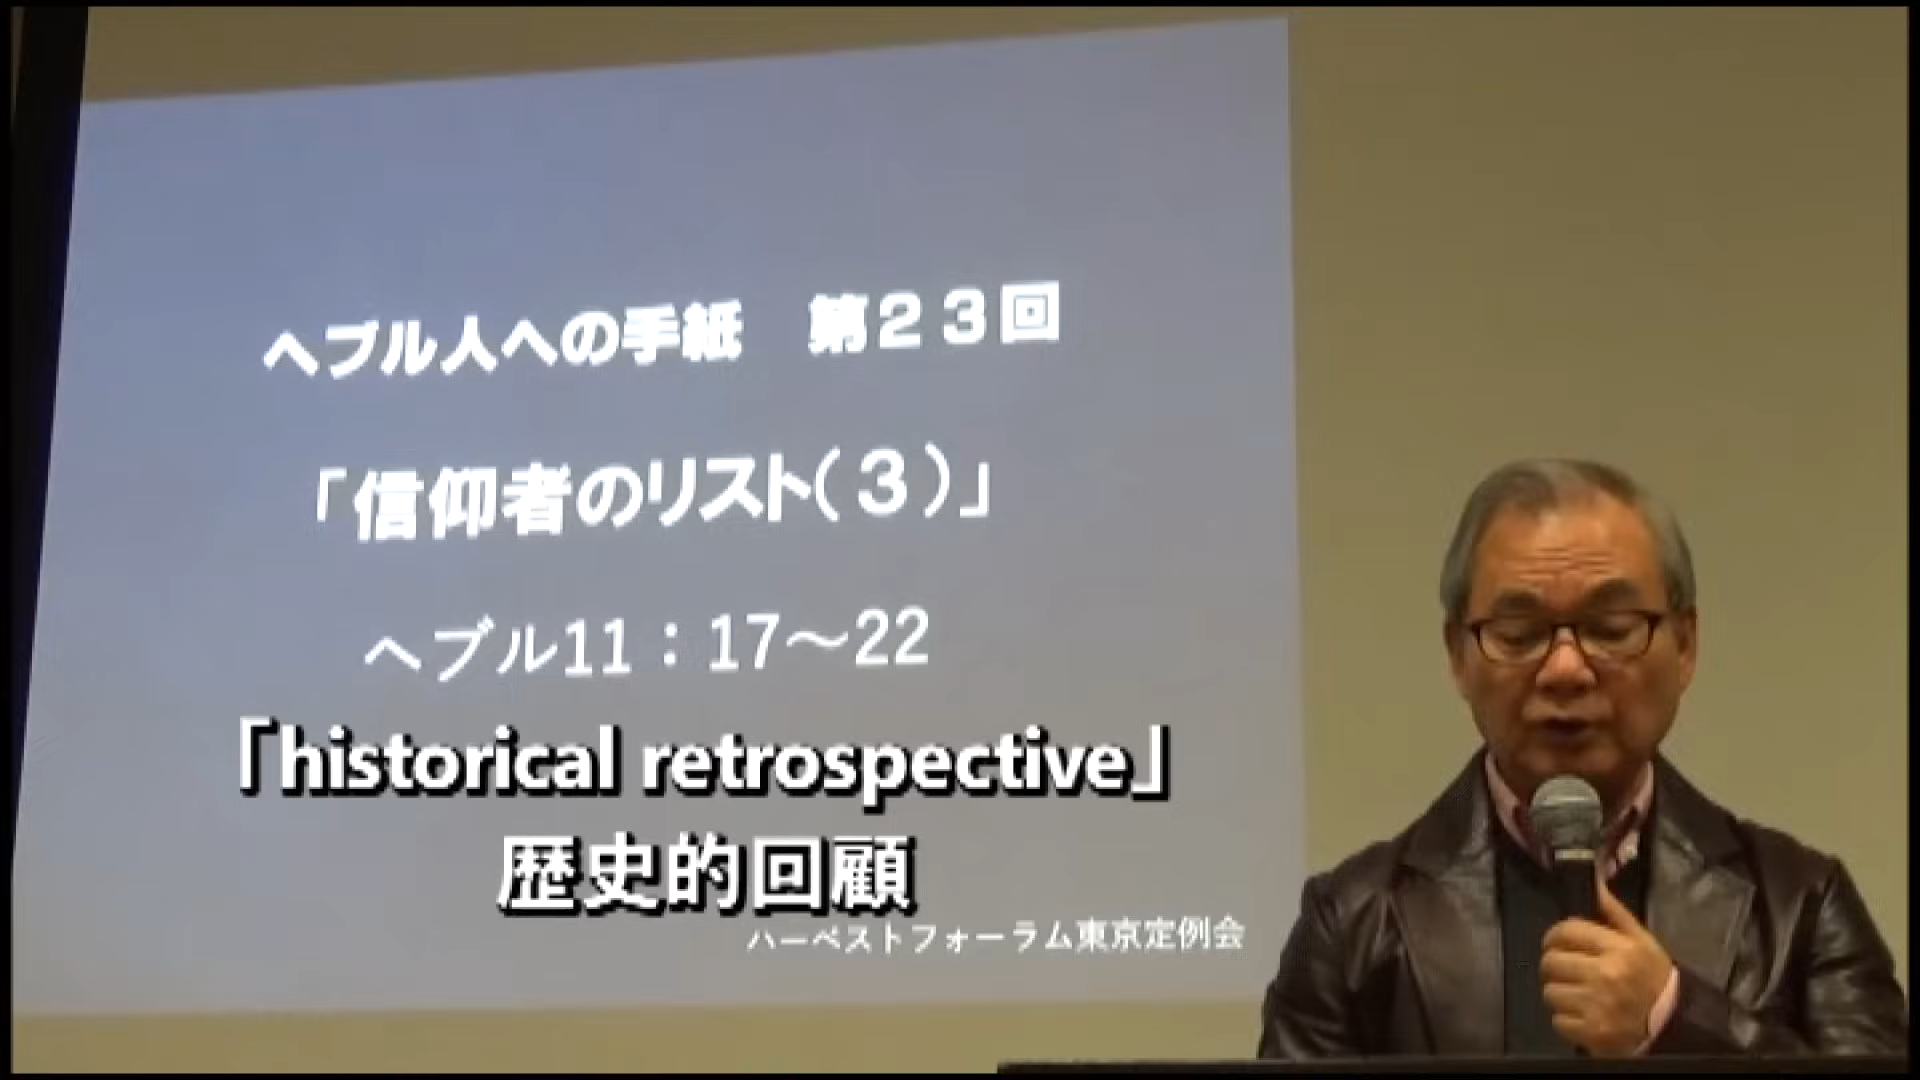 ヘブル人への手紙　第２３回
「信仰者のリスト（３）」
ヘブル11：17～22
「historical retrospective」
歴史的回顧
ハーベストフォーラム東京定例会